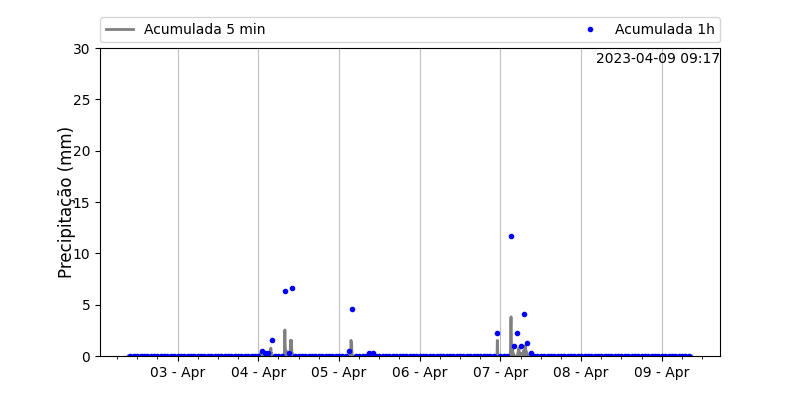 Acumulada 5 min
Acumulada 1h
2023-04-09 09:17
Precipitação (mm)
30
25
20
15
10
5
0
03 - Apr
04 - Apr
05 - Apr
06 - Apr
07 - Apr
08 - Apr
09 - Apr